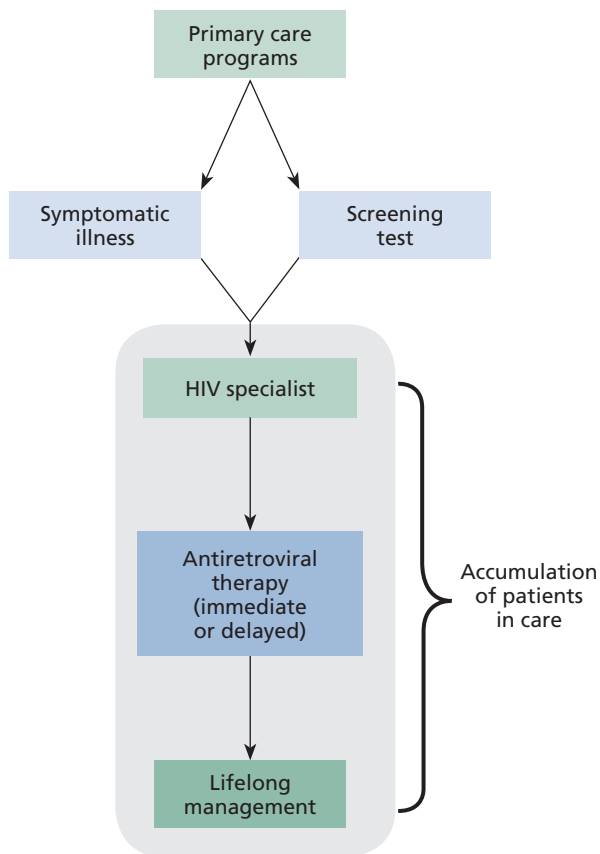 Primary care
programs
Symptomatic
illness
Screening
test
HIV specialist
Antiretroviral
therapy
(immediate
or delayed)
Accumulation
of patients
in care
Lifelong
management